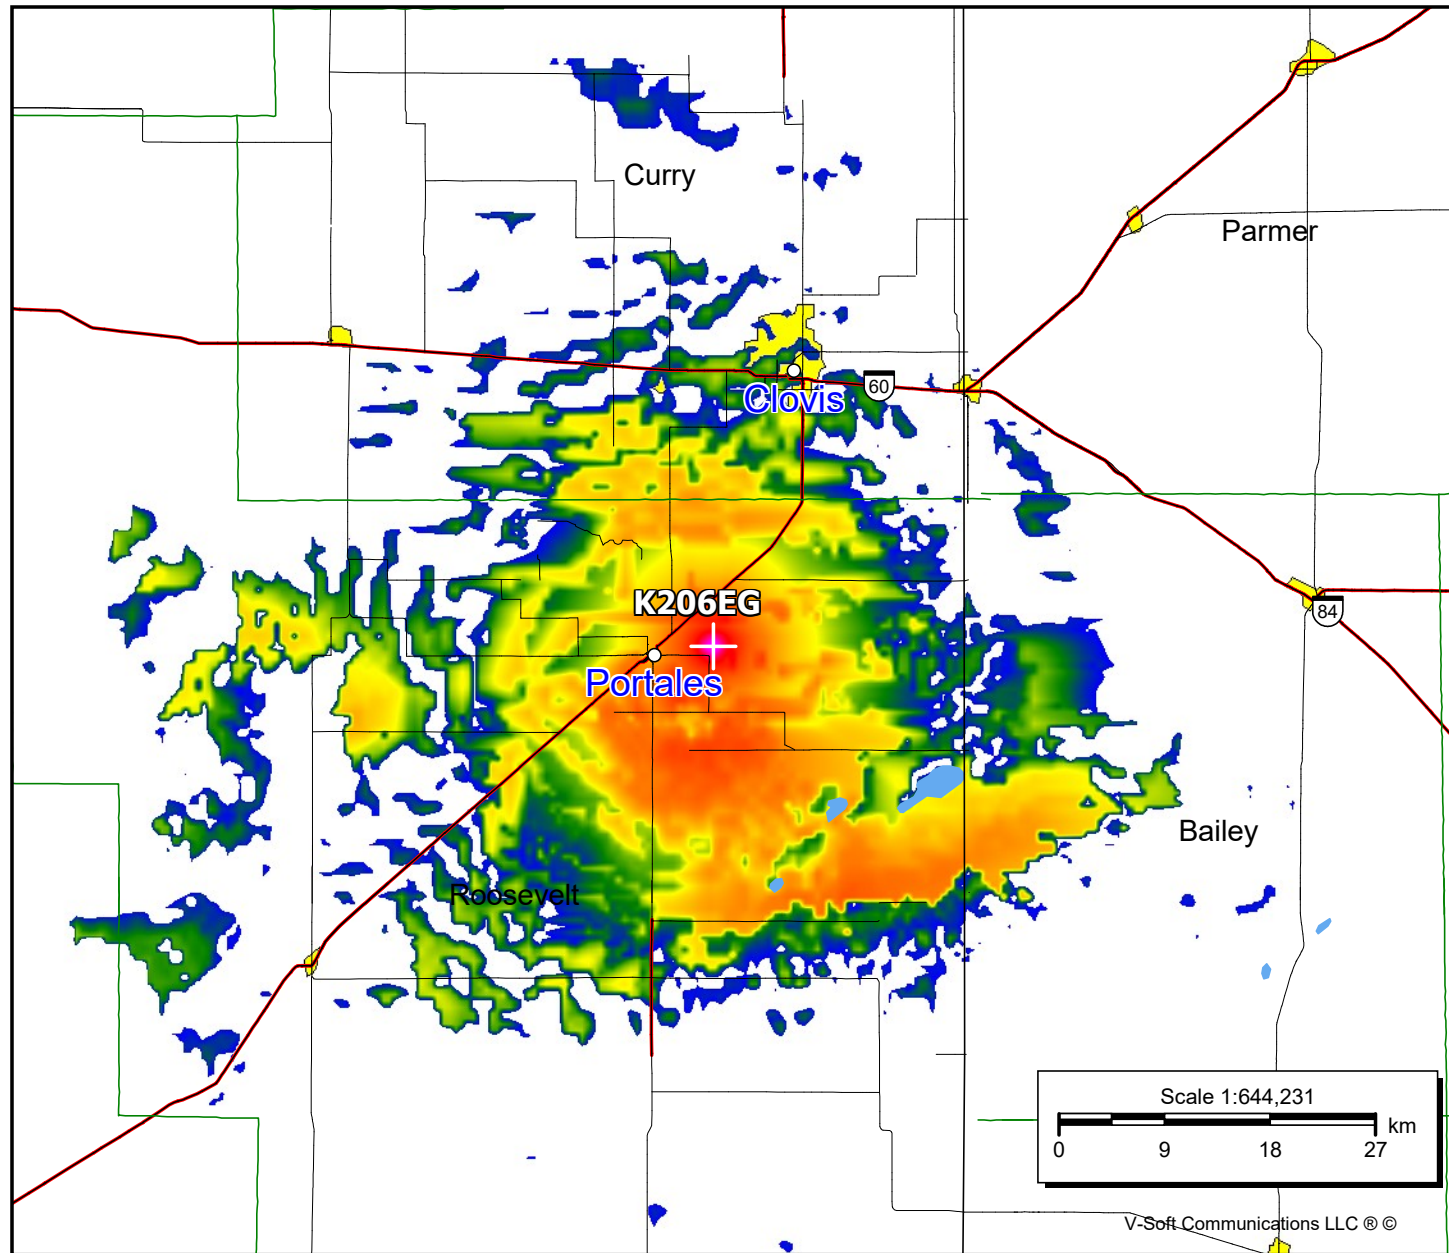 Curry
Parmer
60
Clovis
K206EG
84
Portales
Bailey
Roosevelt
Scale 1:644,231
km
0 9 18 27
V-Soft Communications LLC ® ©